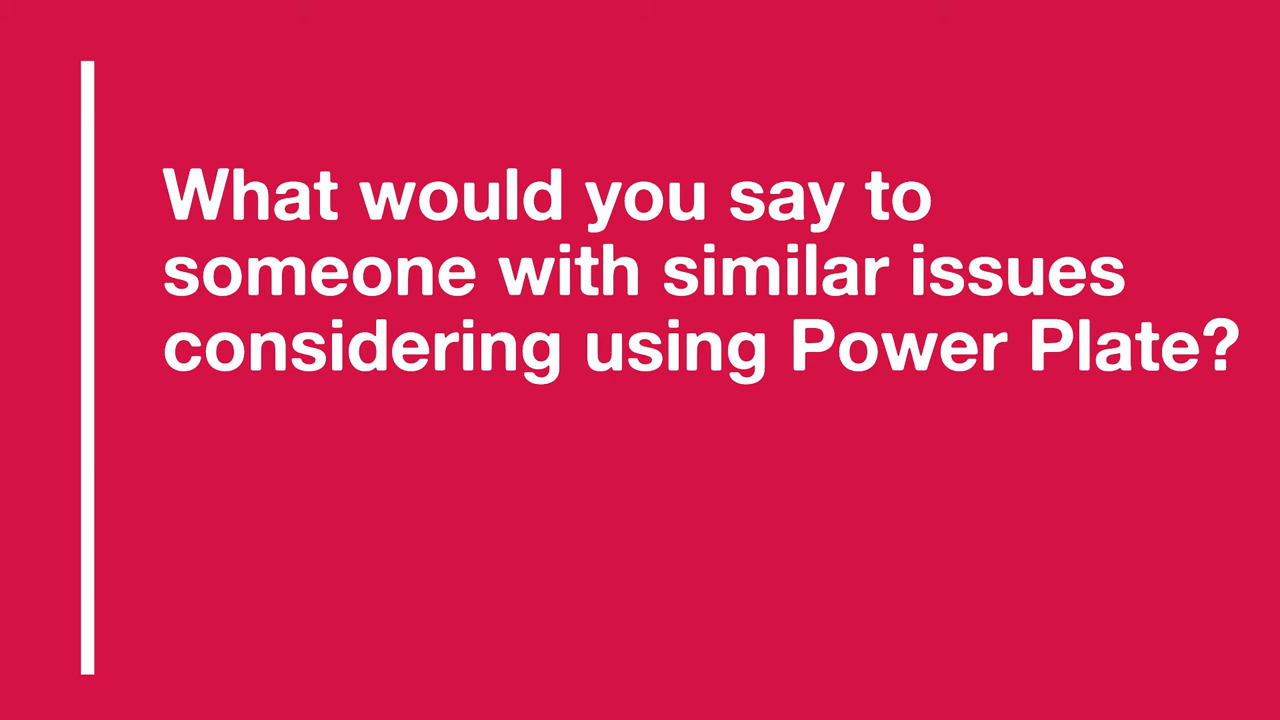 What would you say to
someone with similar issues
considering using Power Plate?